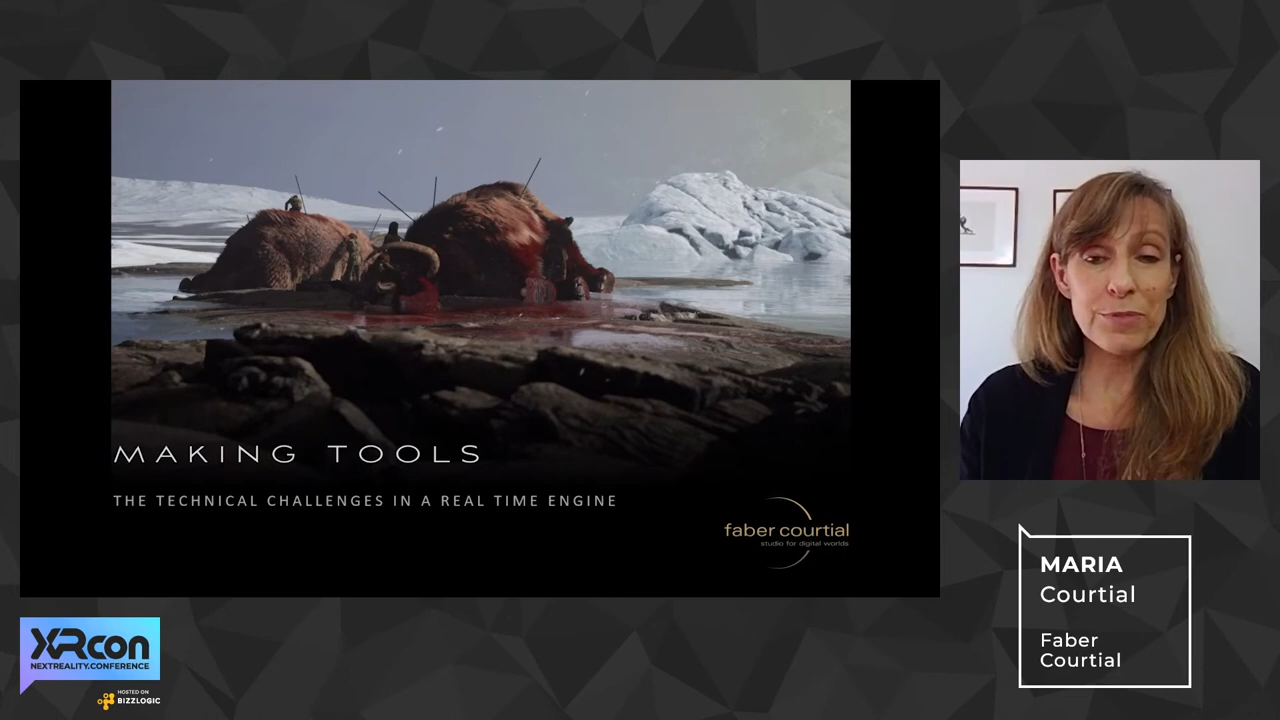 MAKING TOOLS
THE TECHNICAL CHALLENGES IN A REAL TIME ENGINE
faber courtial
studio for digital worlds
MARIA
Courtial
Faber
Courtial
XRcon
NEXTREALITY.CONFERENCE
HOSTED ON
BIZZLOGIC